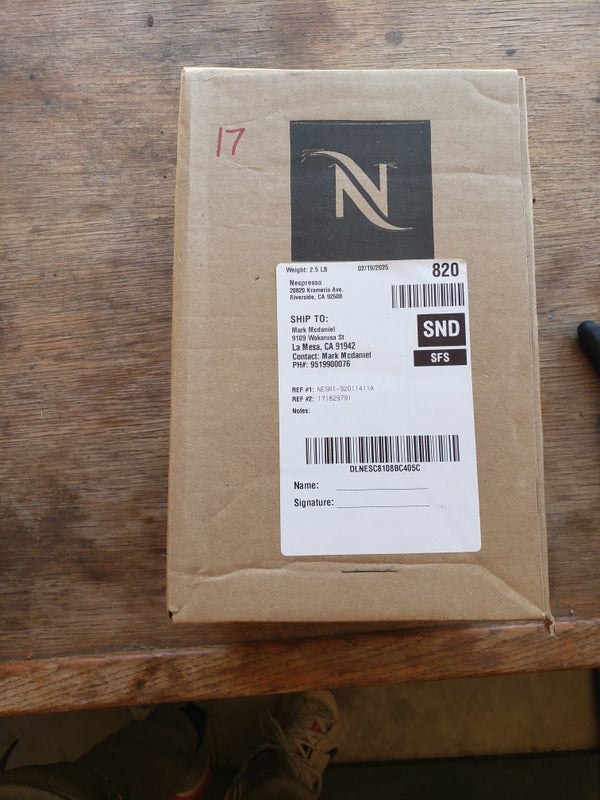 17
N
Weight: 2.5 LB 02/19/2025 820
Nespresso
20820 Krameria Ave.
Riverside, CA 92508
SHIP TO:
Mark Mcdaniel
9109 Wakarusa St
La Mesa, CA 91942
Contact: Mark Mcdaniel
PH#: 9519900076
SND
SFS
REF #1: NESR1-92011411A
REF #2: 171829791
Notes:
DLNESC8108BC405C
Name:
Signature: